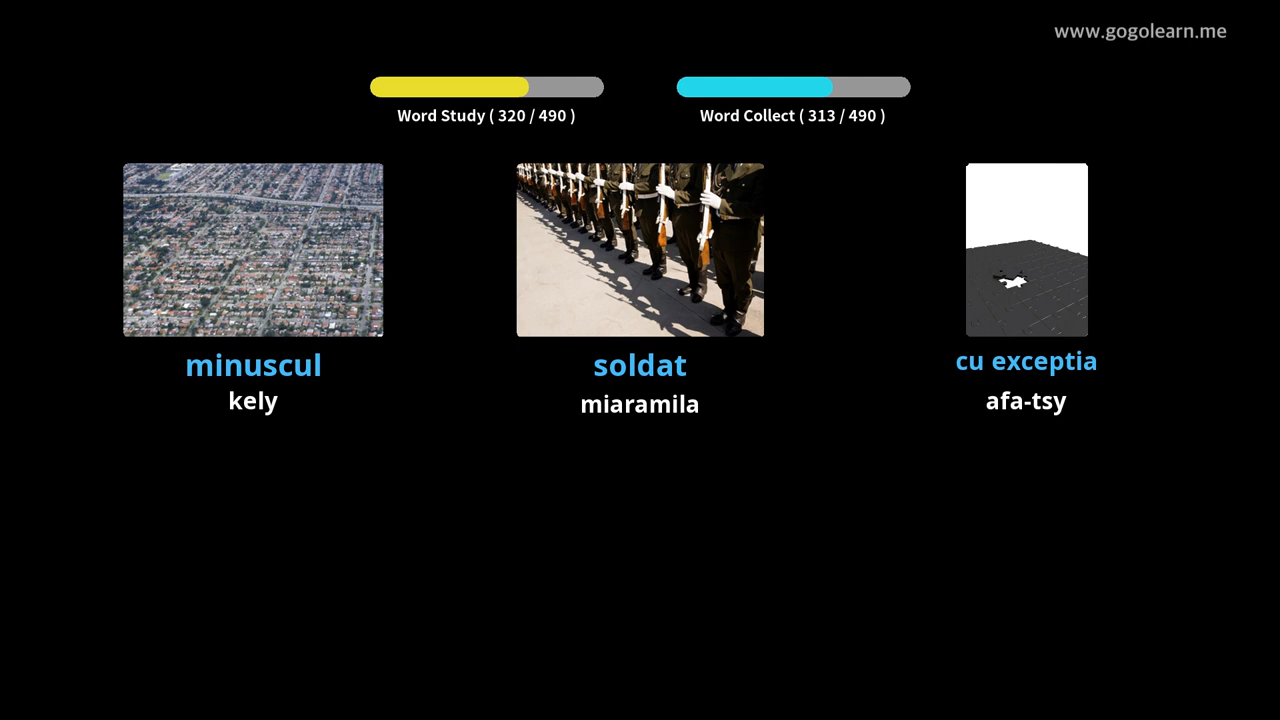 www.gogolearn.me
Word Study ( 320 / 490 )
Word Collect ( 313 / 490 )
minuscul
kely
soldat
miaramila
cu exceptia
afa-tsy